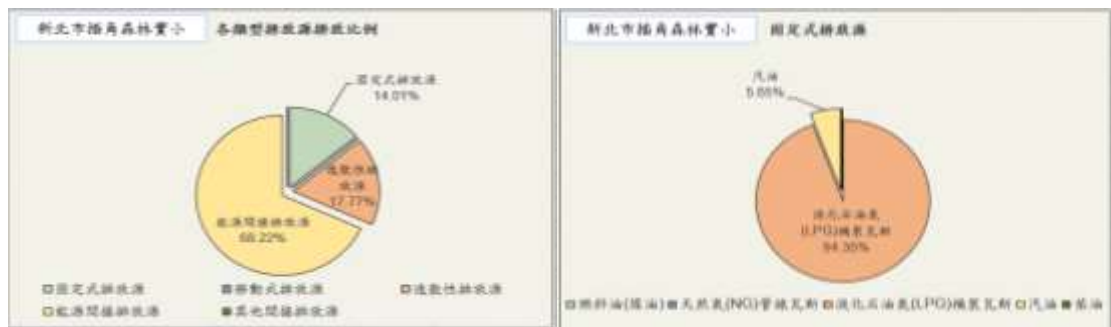 新北市插角森林實小 各類型排放源排放比例
固定式排放源
14.01%
逸散性排
放源
17.77%
能源間接排放源
68.22%
固定式排放源 移動式排放源 逸散性排放源
能源間接排放源 其他間接排放源
新北市插角森林實小 固定式排放源
汽油
5.65%
液化石油氣
(LPG)桶裝瓦斯
94.35%
燃料油(柴油) 天然氣(NG)管線瓦斯 液化石油氣(LPG)桶裝瓦斯 汽油 柴油